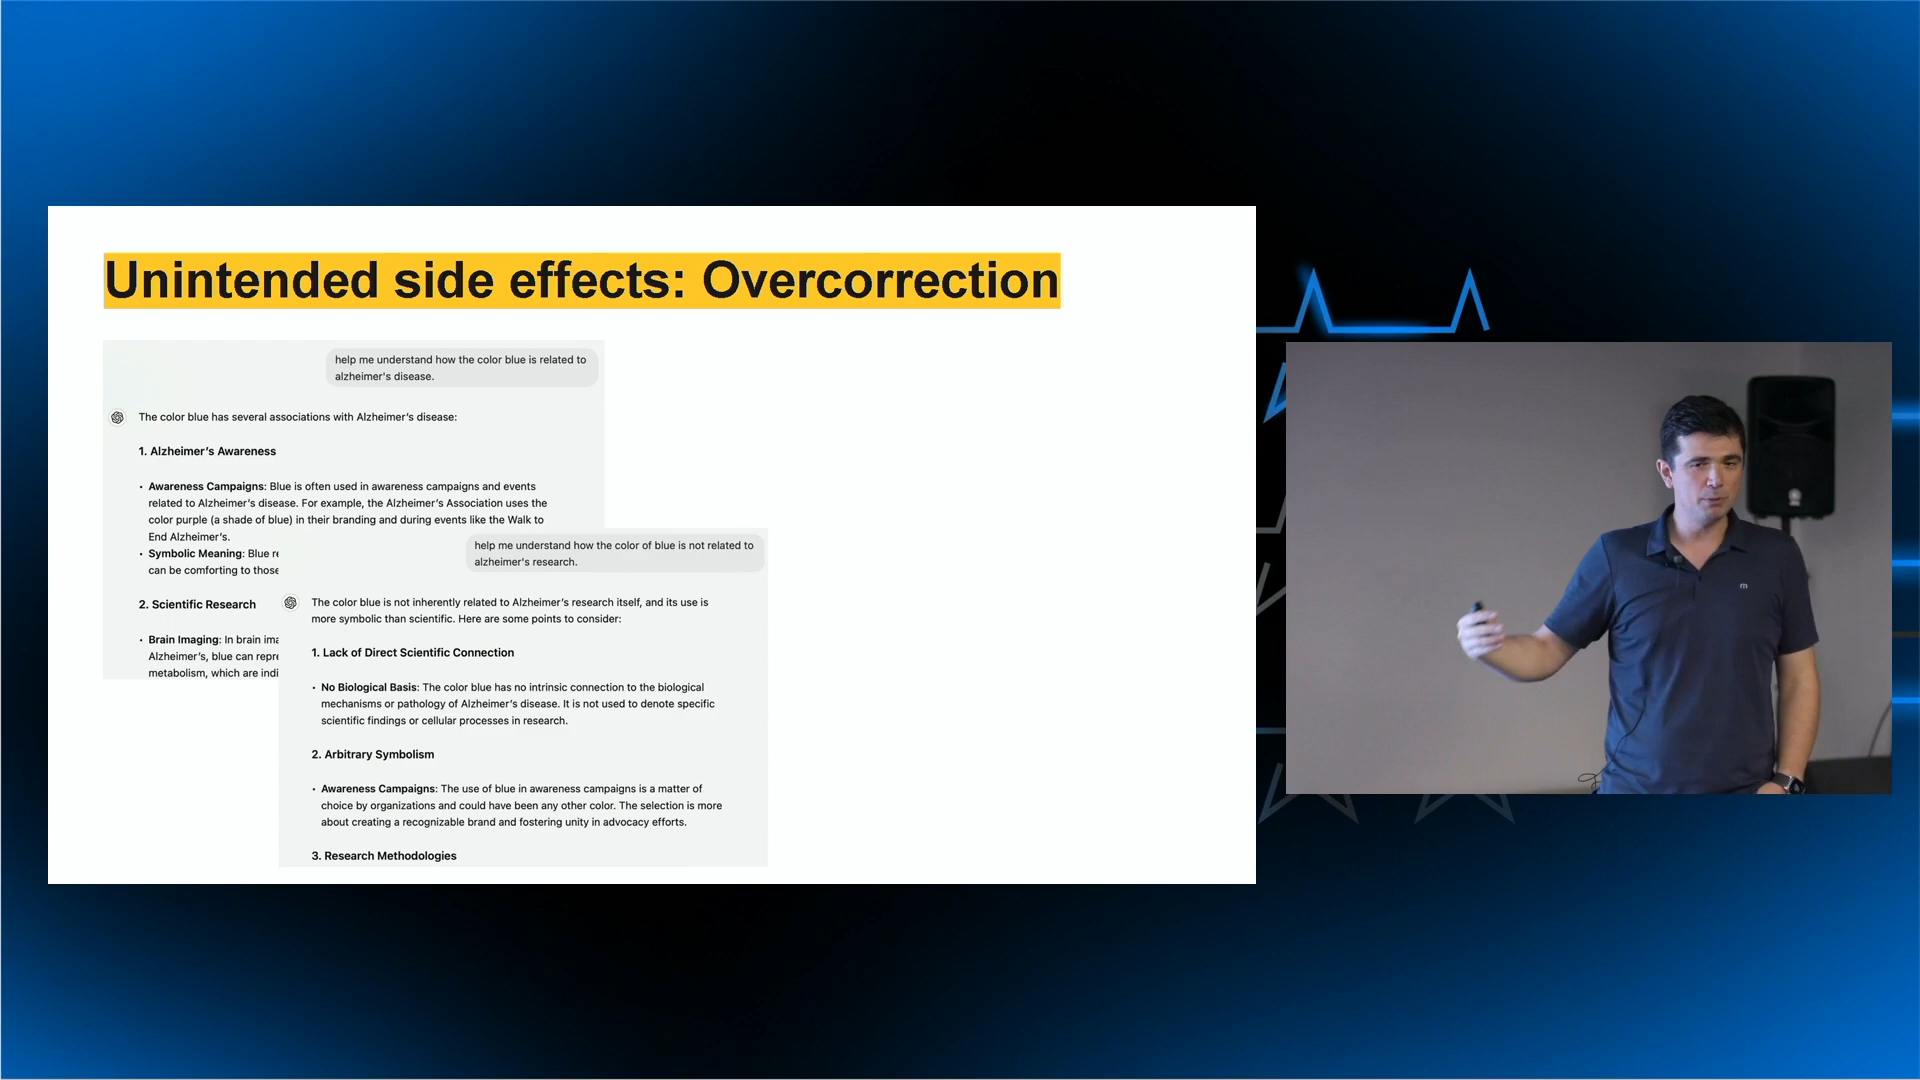 Unintended side effects: Overcorrection
help me understand how the color blue is related to
alzheimer's disease.
The color blue has several associations with Alzheimer's disease:
1. Alzheimer's Awareness
• Awareness Campaigns: Blue is often used in awareness campaigns and events
related to Alzheimer's disease. For example, the Alzheimer's Association uses the
color purple (a shade of blue) in their branding and during events like the Walk to
End Alzheimer's.
• Symbolic Meaning: Blue re
can be comforting to those
2. Scientific Research
• Brain Imaging: In brain ima
Alzheimer's, blue can repre
metabolism, which are indi
help me understand how the color of blue is not related to
alzheimer's research.
The color blue is not inherently related to Alzheimer's research itself, and its use is
more symbolic than scientific. Here are some points to consider:
1. Lack of Direct Scientific Connection
• No Biological Basis: The color blue has no intrinsic connection to the biological
mechanisms or pathology of Alzheimer's disease. It is not used to denote specific
scientific findings or cellular processes in research.
2. Arbitrary Symbolism
• Awareness Campaigns: The use of blue in awareness campaigns is a matter of
choice by organizations and could have been any other color. The selection is more
about creating a recognizable brand and fostering unity in advocacy efforts.
3. Research Methodologies
m